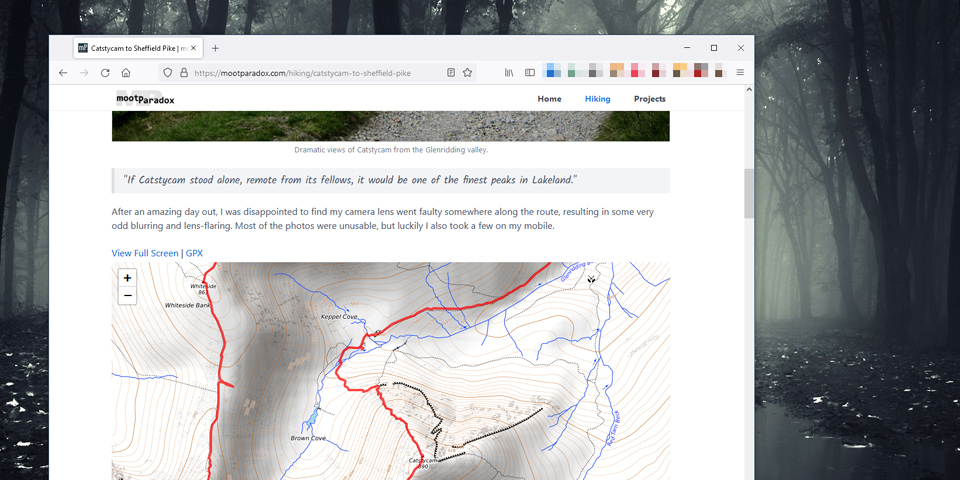 Catstycam to Sheffield Pike | m
https://mootparadox.com/hiking/catstycam-to-sheffield-pike
mootParadox
Home Hiking Projects
Dramatic views of Catstycam from the Glenridding valley.
"If Catstycam stood alone, remote from its fellows, it would be one of the finest peaks in Lakeland."
After an amazing day out, I was disappointed to find my camera lens went faulty somewhere along the route, resulting in some very
odd blurring and lens-flaring. Most of the photos were unusable, but luckily I also took a few on my mobile.
View Full Screen | GPX
+
−
Whiteside
Whiteside Bank
Keppel Cove
Brown Cove
Catstycam
890
Red Tarn Beck